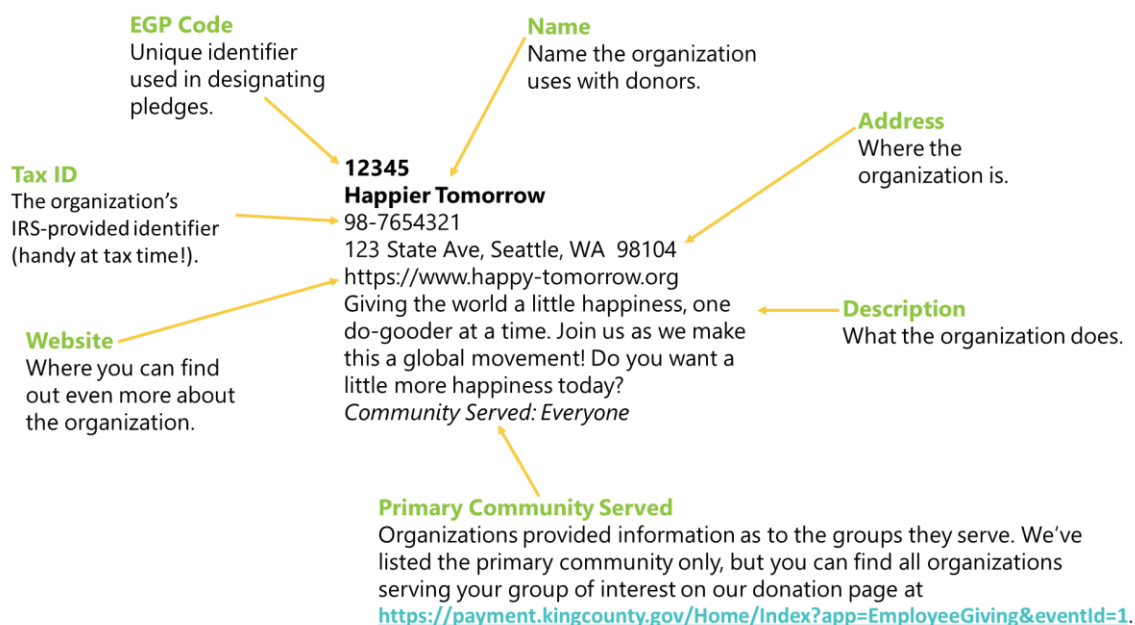 EGP Code
Unique identifier
used in designating
pledges.
Name
Name the organization
uses with donors.
Address
Where the
organization is.
Tax ID
The organization's
IRS-provided identifier
(handy at tax time!).
12345
Happier Tomorrow
98-7654321
123 State Ave, Seattle, WA  98104
https://www.happy-tomorrow.org
Giving the world a little happiness, one
do-gooder at a time. Join us as we make
this a global movement! Do you want a
little more happiness today?
Community Served: Everyone
Website
Where you can find
out even more about
the organization.
Description
What the organization does.
Primary Community Served
Organizations provided information as to the groups they serve. We've
listed the primary community only, but you can find all organizations
serving your group of interest on our donation page at
https://payment.kingcounty.gov/Home/Index?app=EmployeeGiving&eventId=1.